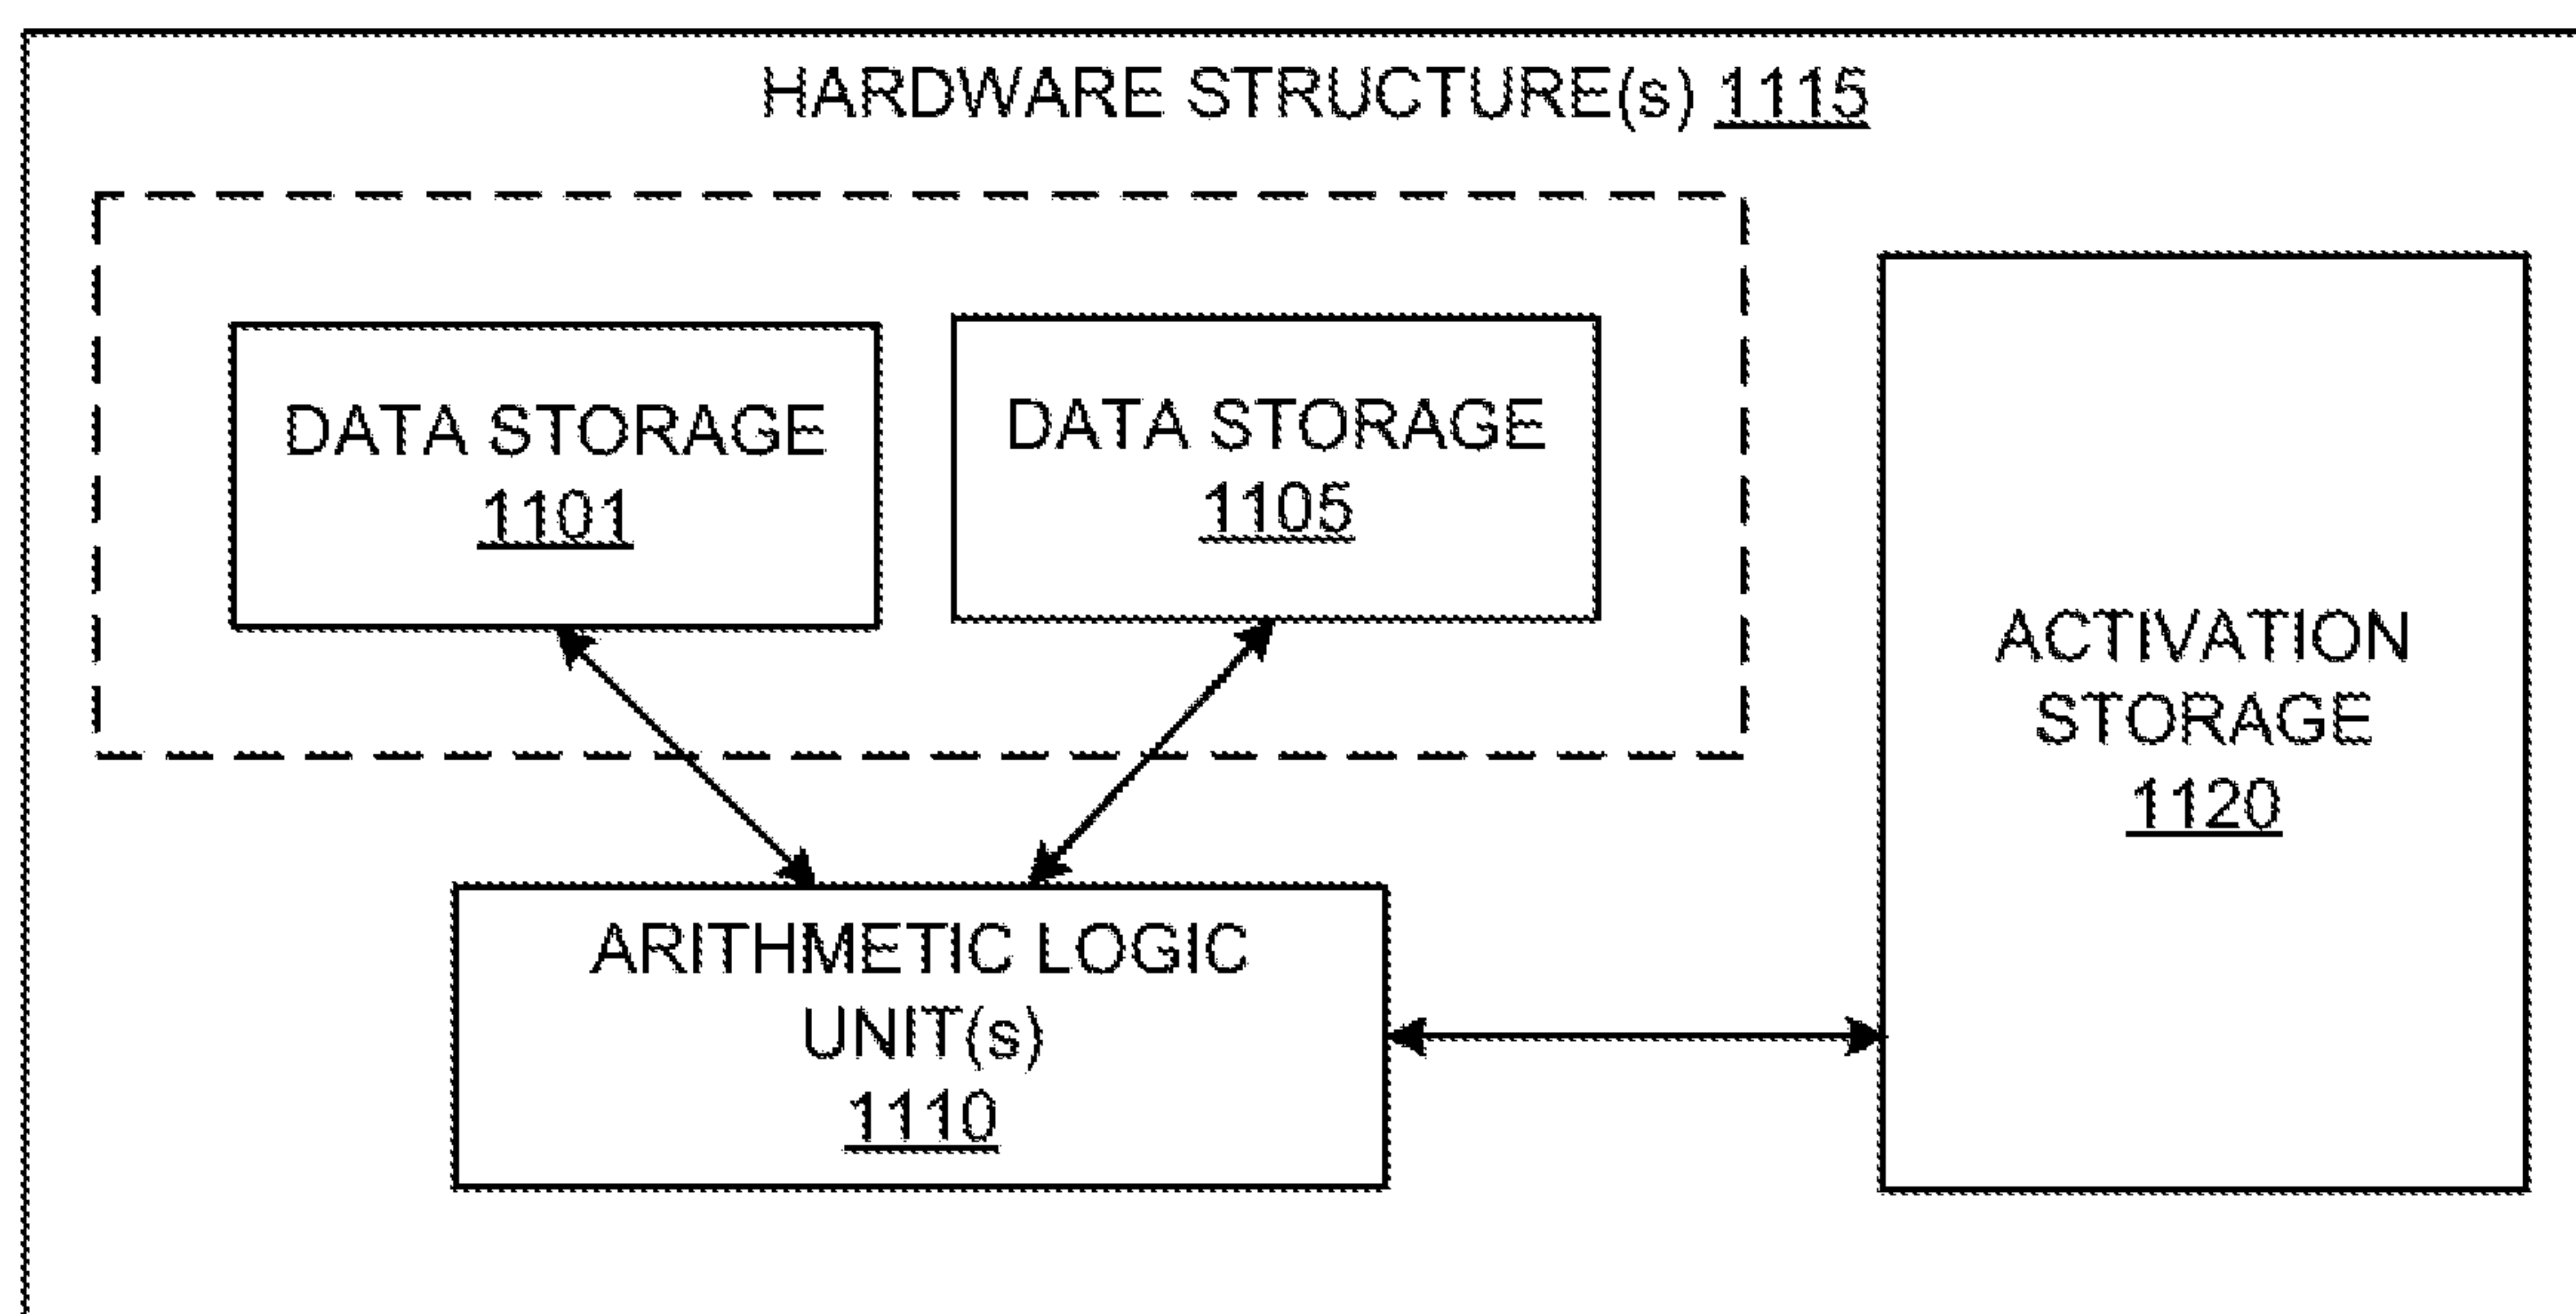 HARDWARE STRUCTURE(s) 1115
DATA STORAGE
1101
DATA STORAGE
1105
ACTIVATION
STORAGE
1120
ARITHMETIC LOGIC
UNIT(s)
1110